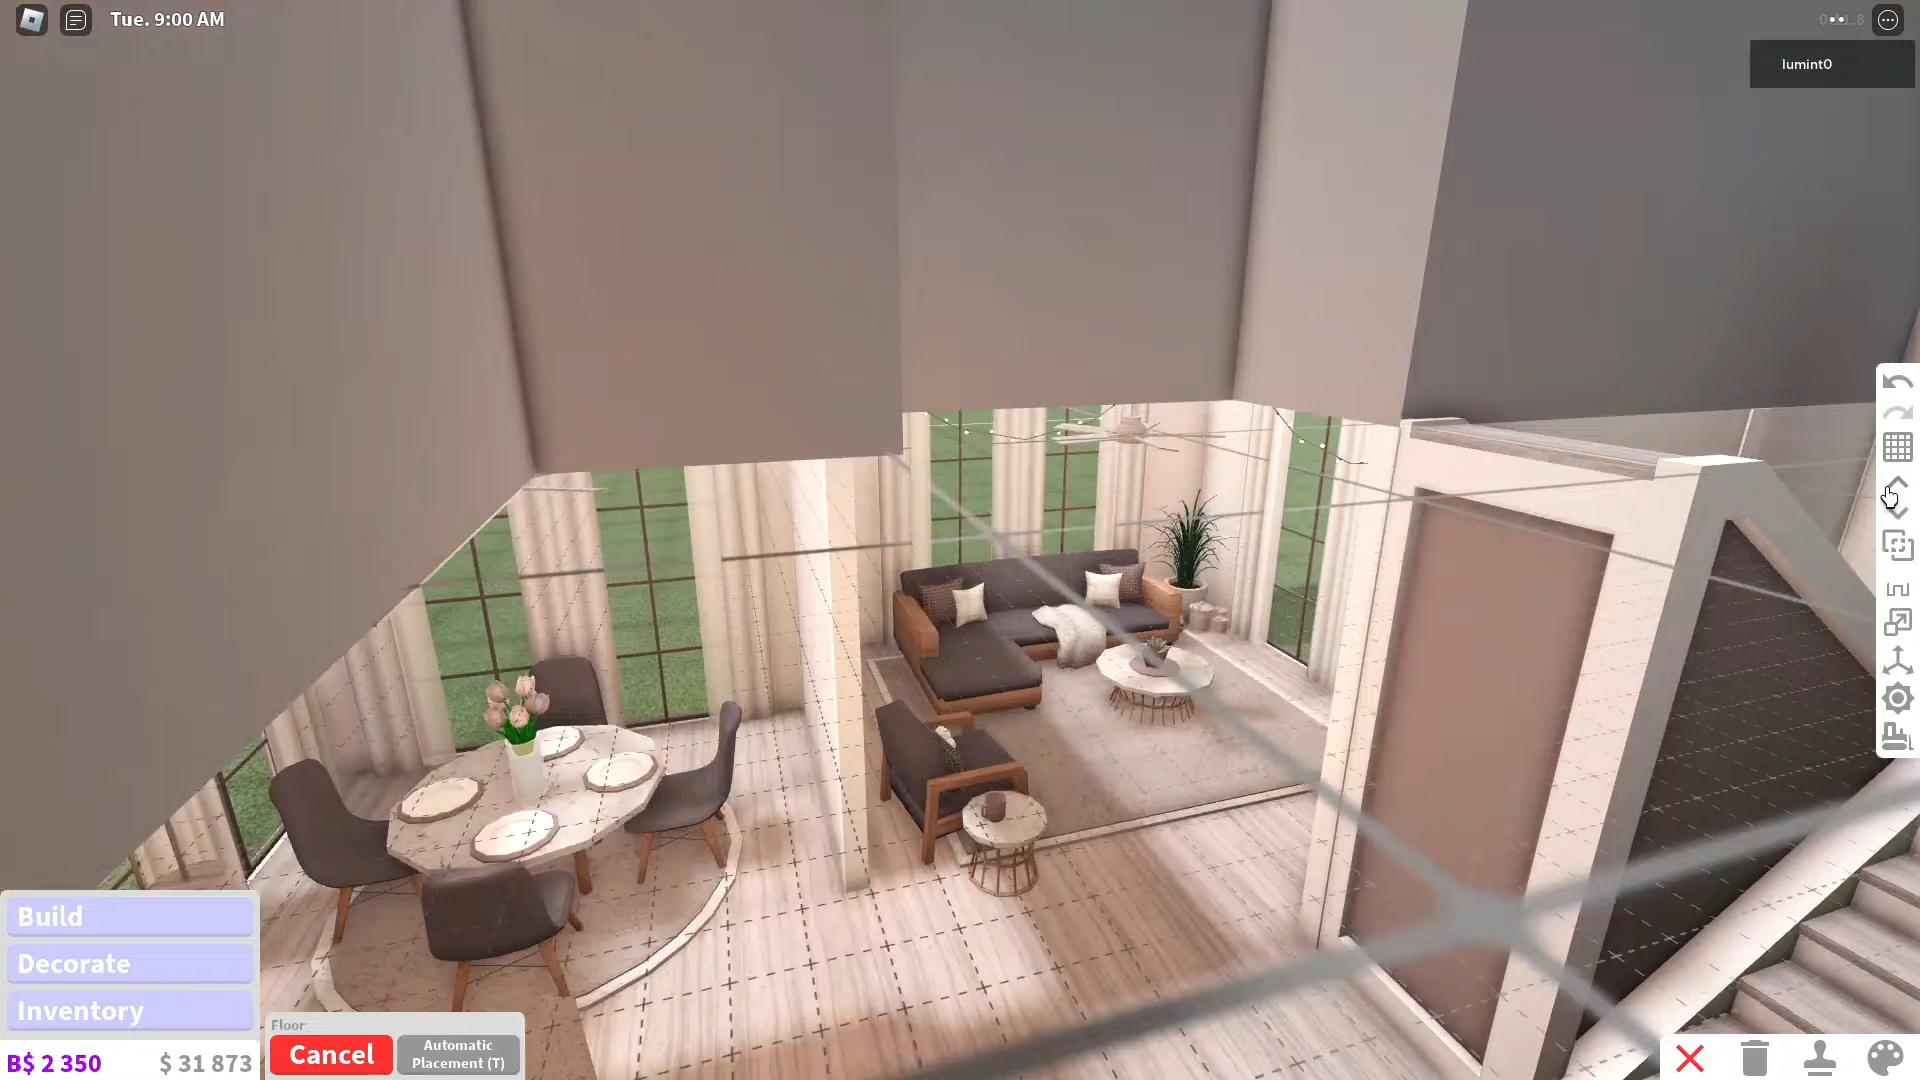 Tue. 9:00 AM
lumint0
Build
Decorate
Inventory
B$ 2 350 $ 31 873
Floor
Cancel
Automatic
Placement (T)